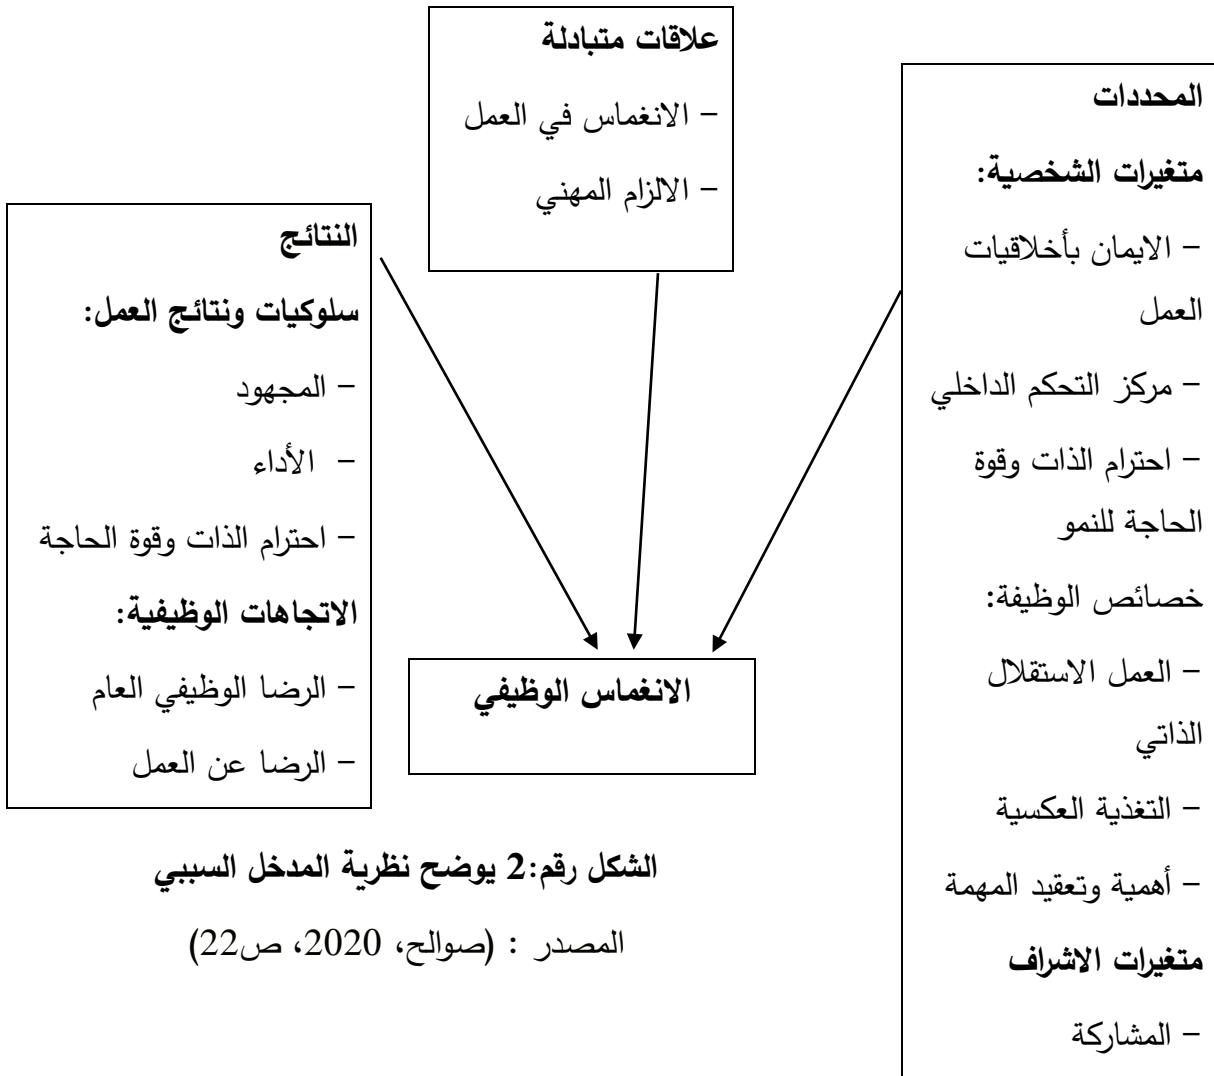 علاقات متبادلة
– الانغماس في العمل
– الالزام المهني
المحددات
متغيرات الشخصية:
– الايمان بأخلاقيات
العمل
– مركز التحكم الداخلي
– احترام الذات وقوة
الحاجة للنمو
خصائص الوظيفة:
– العمل الاستقلال
الذاتي
– التغذية العكسية
– أهمية وتعقيد المهمة
متغيرات الاشراف
– المشاركة
النتائج
سلوكيات ونتائج العمل:
– المجهود
– الأداء
– احترام الذات وقوة الحاجة
الاتجاهات الوظيفية:
– الرضا الوظيفي العام
– الرضا عن العمل
الانغماس الوظيفي
الشكل رقم:2 يوضح نظرية المدخل السببي
المصدر : (صوالح، 2020، ص22)